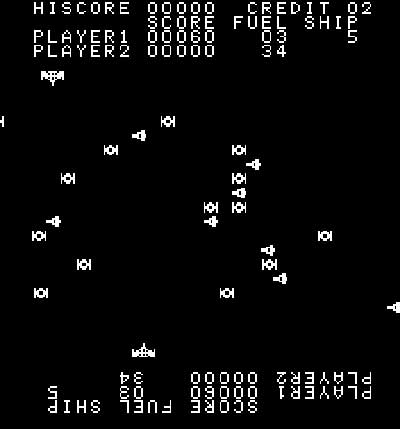 HISCORE 00000 CREDIT 02
SCORE FUEL SHIP
PLAYER1 00060 03 5
PLAYER2 00000 34
SCORE FUEL SHIP
PLAYER1 00060 03 5
PLAYER2 00000 34